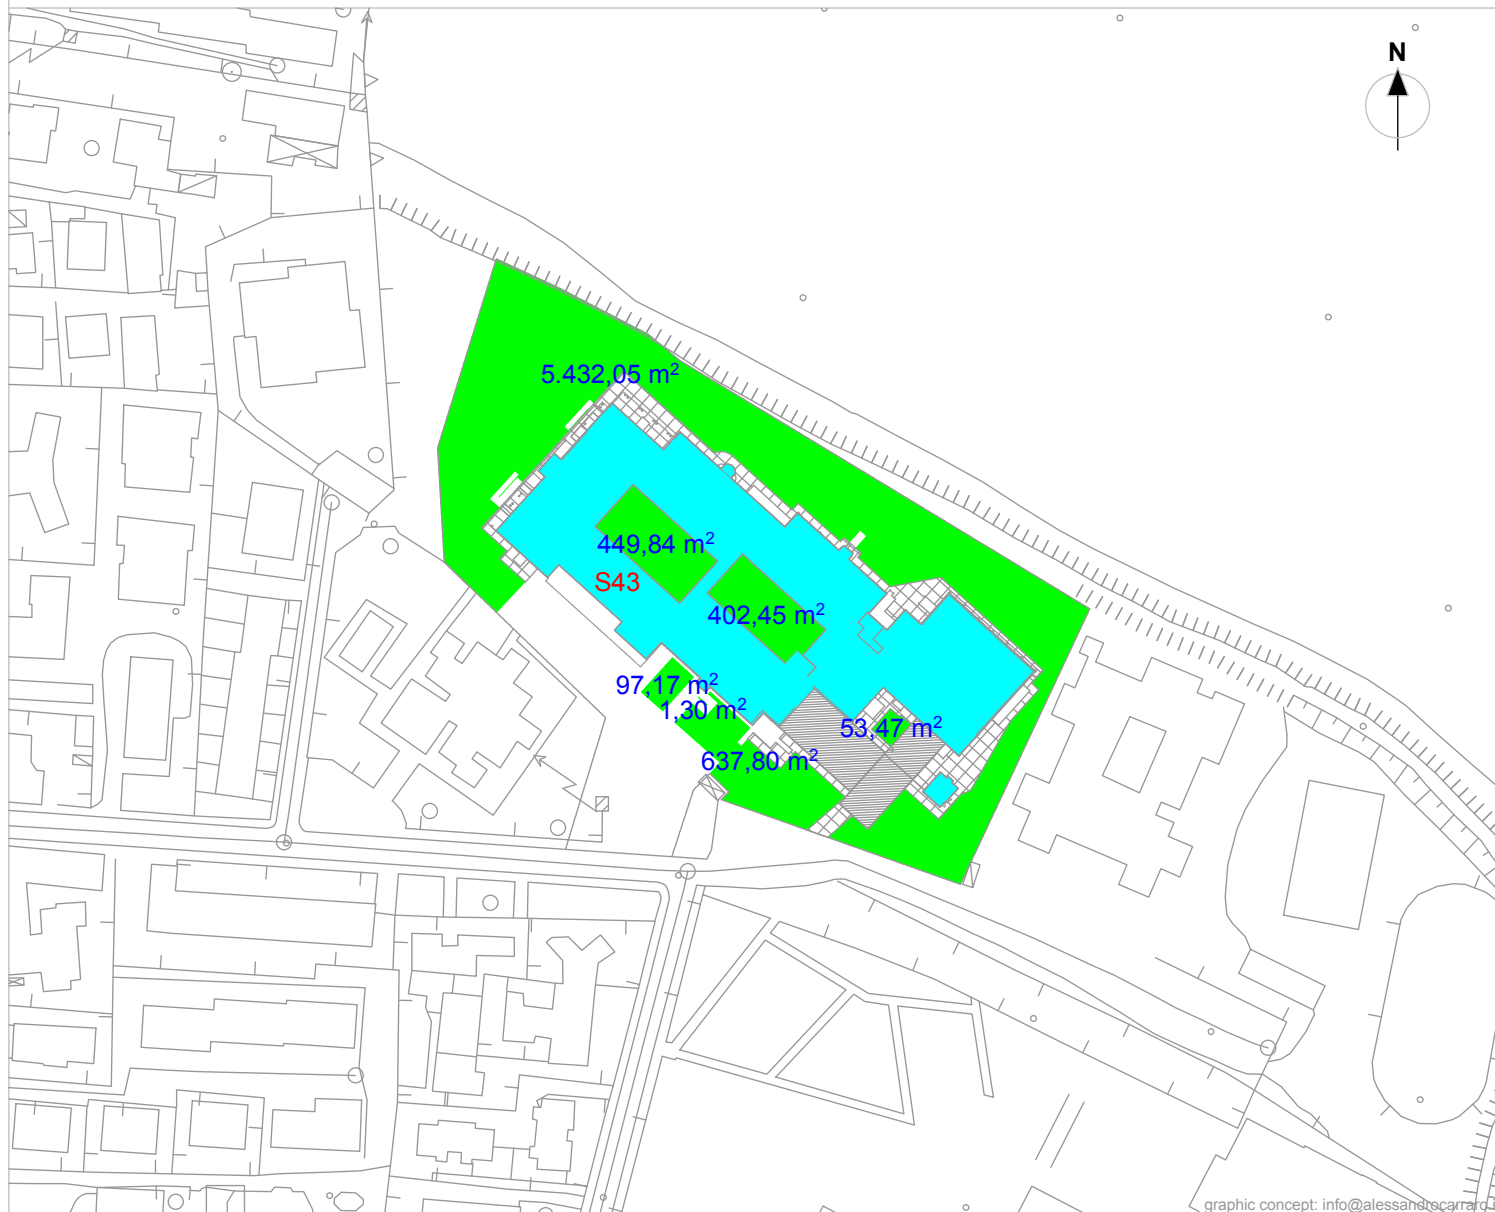 N
5.432,05 m²
449,84 m²
S43
402,45 m²
97,17 m²
1,30 m²
53,47 m²
637,80 m²
graphic concept: info@alessandrocarraro.i